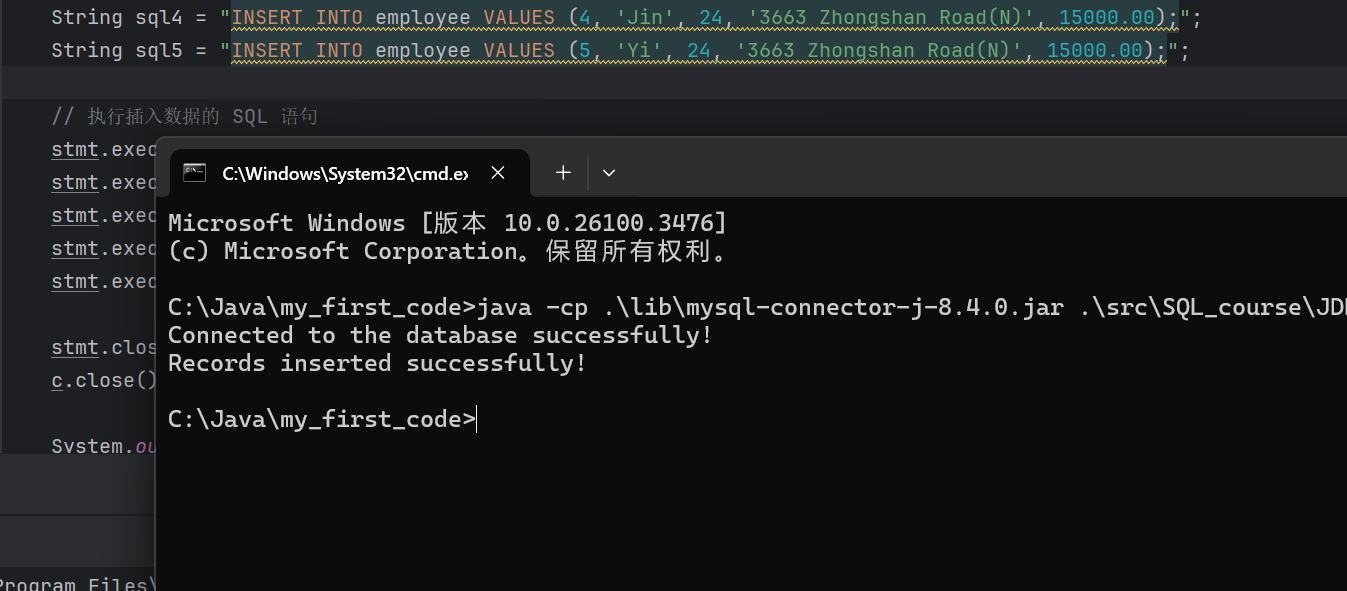 String sql4 = "INSERT INTO employee VALUES (4, 'Jin', 24, '3663 Zhongshan Road(N)', 15000.00);";
String sql5 = "INSERT INTO employee VALUES (5, 'Yi', 24, '3663 Zhongshan Road(N)', 15000.00);";
// 执行插入数据的 SQL 语句
stmt.exec
stmt.exec
stmt.exec
stmt.exec
stmt.exec
stmt.clos
c.close()
System.ou
Program Files\
C:\Windows\System32\cmd.ex
Microsoft Windows [版本 10.0.26100.3476]
(c) Microsoft Corporation。保留所有权利。
C:\Java\my_first_code>java -cp .\lib\mysql-connector-j-8.4.0.jar .\src\SQL_course\JD
Connected to the database successfully!
Records inserted successfully!
C:\Java\my_first_code>